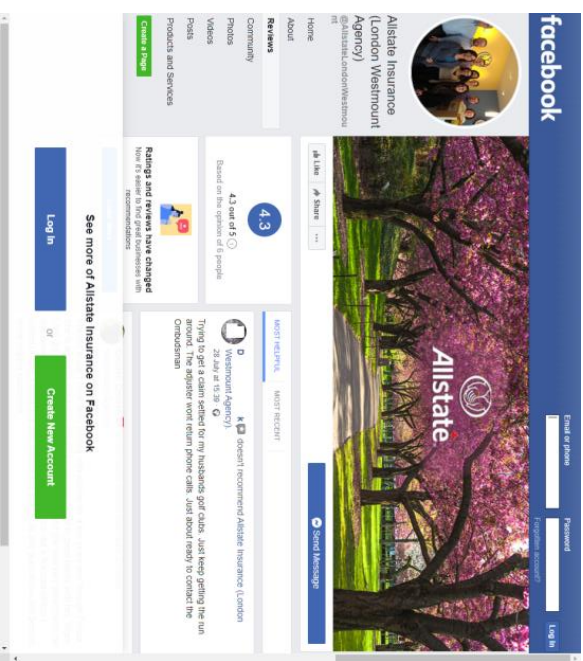 facebook
Email or phone
Password
Log In
Forgotten account?
Allstate Insurance
(London Westmount
Agency)
@AllstateLondonWestmou
nt
Home
About
Reviews
Community
Photos
Videos
Posts
Products and Services
Create a Page
Allstate
Like
Share
...
Send Message
4.3
4.3 out of 5
Based on the opinion of 6 people
Ratings and reviews have changed
Now it's easier to find great businesses with
recommendations
MOST HELPFUL
MOST RECENT
D k doesn't recommend Allstate Insurance (London
Westmount Agency).
28 July at 15:39
Trying to get a claim settled for my husbands golf clubs. Just keep getting the run
around. The adjuster wont return phone calls. Just about ready to contact the
Ombudsman
See more of Allstate Insurance on Facebook
Log In
or
Create New Account